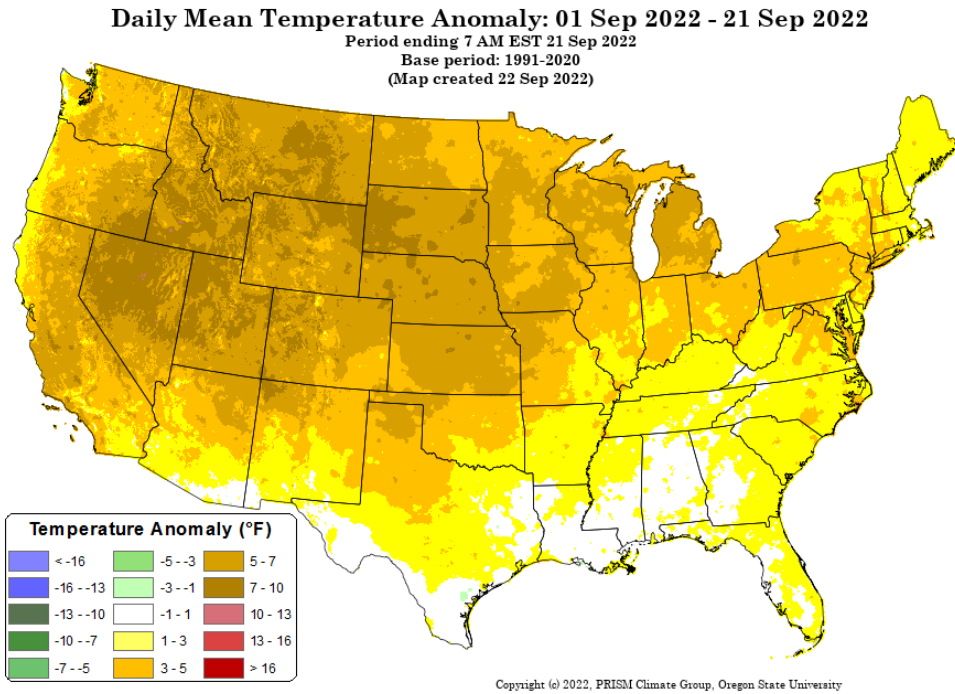 Daily Mean Temperature Anomaly: 01 Sep 2022 - 21 Sep 2022
Period ending 7 AM EST 21 Sep 2022
Base period: 1991-2020
(Map created 22 Sep 2022)
Temperature Anomaly (°F)
< -16
-5 - -3
5 - 7
-16 - -13
-3 - -1
7 - 10
-13 - -10
-1 - 1
10 - 13
-10 - -7
1 - 3
13 - 16
-7 - -5
3 - 5
> 16
Copyright (c) 2022, PRISM Climate Group, Oregon State University